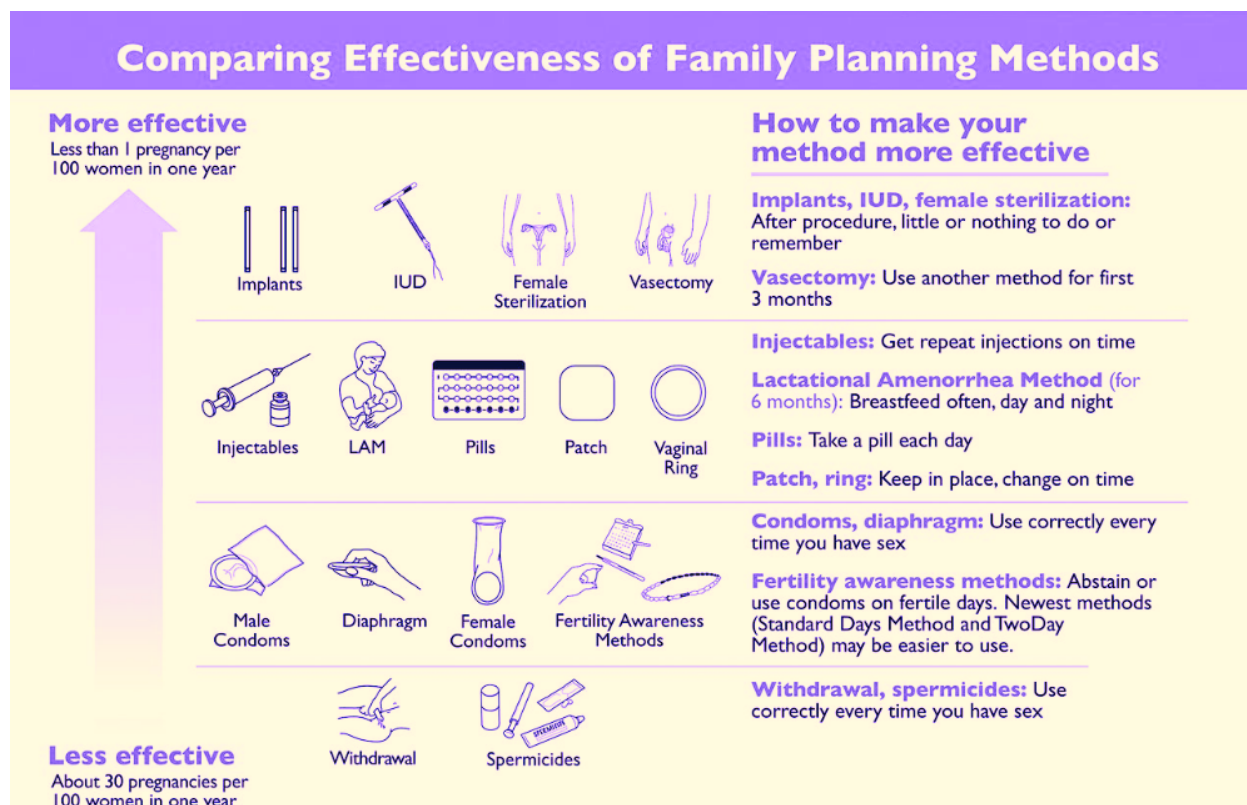 Comparing Effectiveness of Family Planning Methods
More effective
Less than 1 pregnancy per
100 women in one year
Implants
IUD
Female
Sterilization
Vasectomy
Injectables
LAM
Pills
Patch
Vaginal
Ring
Male
Condoms
Diaphragm
Female
Condoms
Fertility Awareness
Methods
Withdrawal
SPERMICIDE
Spermicides
Less effective
About 30 pregnancies per
100 women in one year
How to make your
method more effective
Implants, IUD, female sterilization:
After procedure, little or nothing to do or
remember
Vasectomy: Use another method for first
3 months
Injectables: Get repeat injections on time
Lactational Amenorrhea Method (for
6 months): Breastfeed often, day and night
Pills: Take a pill each day
Patch, ring: Keep in place, change on time
Condoms, diaphragm: Use correctly every
time you have sex
Fertility awareness methods: Abstain or
use condoms on fertile days. Newest methods
(Standard Days Method and TwoDay
Method) may be easier to use.
Withdrawal, spermicides: Use
correctly every time you have sex